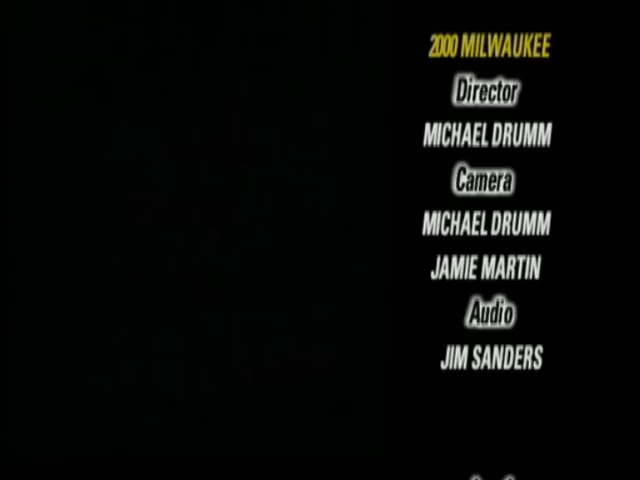 2000 MILWAUKEE
Director
MICHAEL DRUMM
Camera
MICHAEL DRUMM
JAMIE MARTIN
Audio
JIM SANDERS